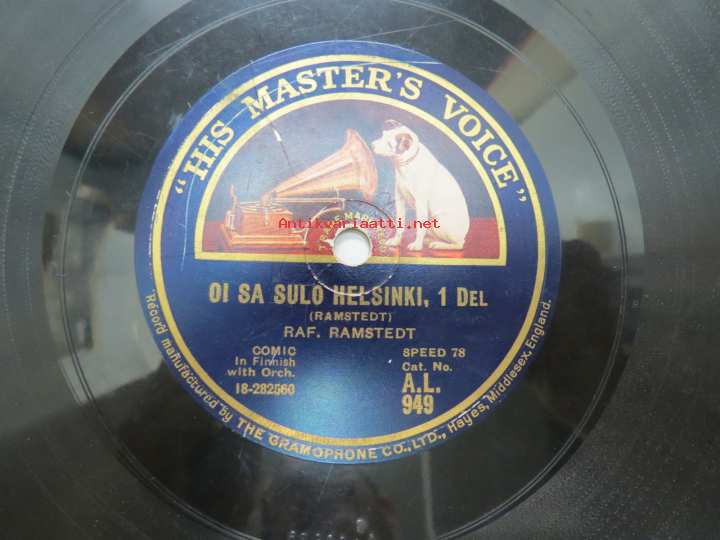 "HIS MASTER'S VOICE"
Antikvariaatti.net
OI SA SULO HELSINKI, 1 DEL
(RAMSTEDT)
RAF. RAMSTEDT
COMIC
In Finnish
with Orch.
18-282560
SPEED 78
Cat. No.
A.L.
949
Record manufactured by THE GRAMOPHONE CO., LTD., Hayes, Middlesex, England.